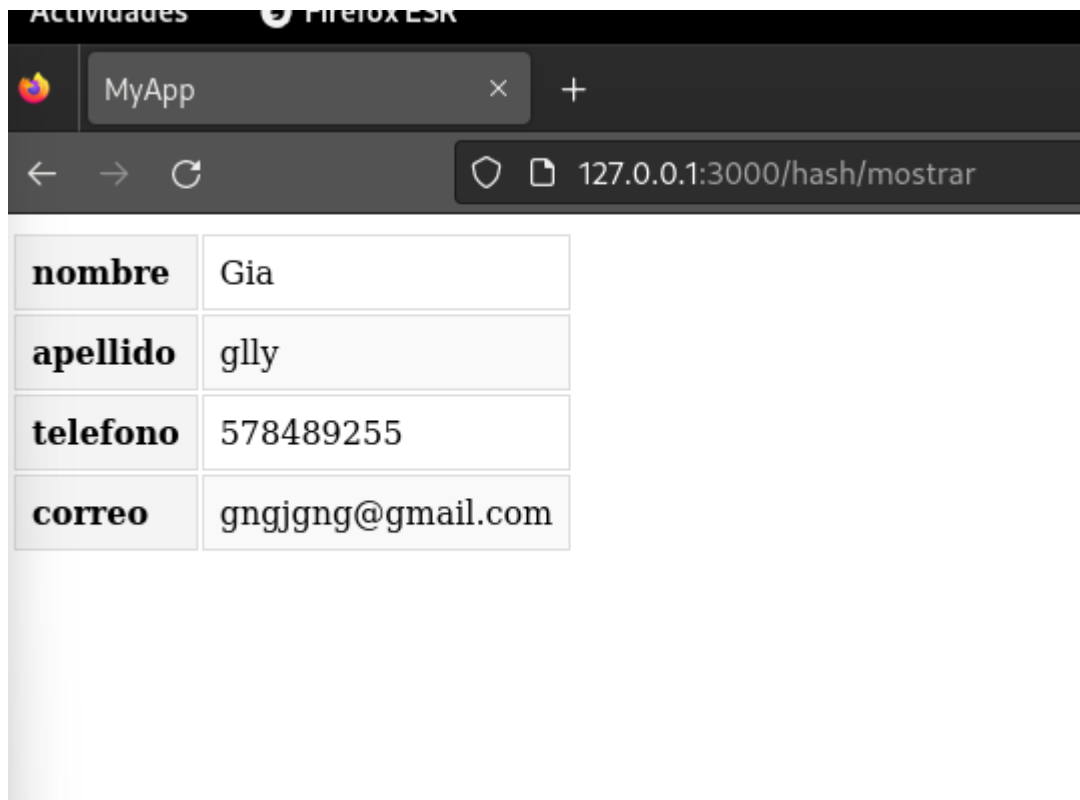 Actividades Firefox ESR
MyApp
127.0.0.1:3000/hash/mostrar
nombre Gia
apellido glly
telefono 578489255
correo gngjgng@gmail.com